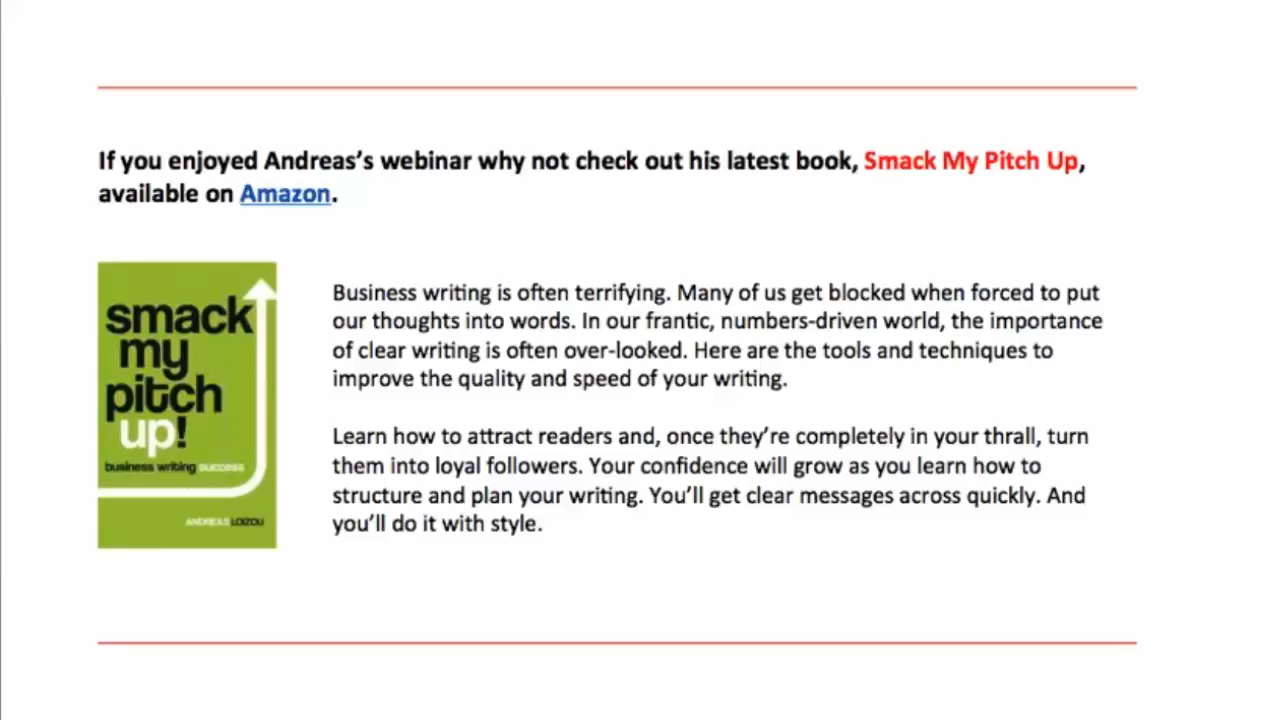 If you enjoyed Andreas's webinar why not check out his latest book, Smack My Pitch Up,
available on Amazon.
smack
my
pitch
up!
business writing success
ANDREAS LOIZOU
Business writing is often terrifying. Many of us get blocked when forced to put
our thoughts into words. In our frantic, numbers-driven world, the importance
of clear writing is often over-looked. Here are the tools and techniques to
improve the quality and speed of your writing.
Learn how to attract readers and, once they're completely in your thrall, turn
them into loyal followers. Your confidence will grow as you learn how to
structure and plan your writing. You'll get clear messages across quickly. And
you'll do it with style.